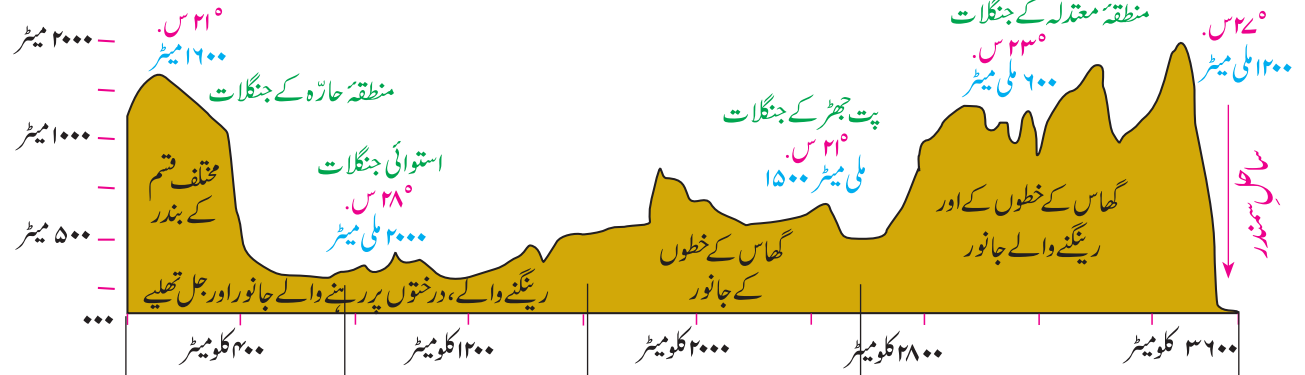 منطقۂ معتدلہ کے جنگلات
۲۷° س.
۱۲۰۰ ملی میٹر
۲۳° س.
۶۰۰ ملی میٹر
۲۱° س.
۱۶۰۰ میٹر
منطقۂ حارّہ کے جنگلات
پت جھڑ کے جنگلات
۲۱° س.
۱۵۰۰ ملی میٹر
استوائی جنگلات
۲۸° س.
۲۰۰۰ ملی میٹر
۲۰۰۰ میٹر
۱۰۰۰ میٹر
۵۰۰ میٹر
۰۰۰
ساحلِ سمندر
گھاس کے خطوں کے اور
رینگنے والے جانور
گھاس کے خطوں
کے جانور
مختلف قسم
کے بندر
رینگنے والے، درختوں پر رہنے والے جانور اور جل تھلیے
۴۰۰ کلومیٹر
۱۲۰۰ کلومیٹر
۲۰۰۰ کلومیٹر
۲۸۰۰ کلومیٹر
۳۶۰۰ کلومیٹر